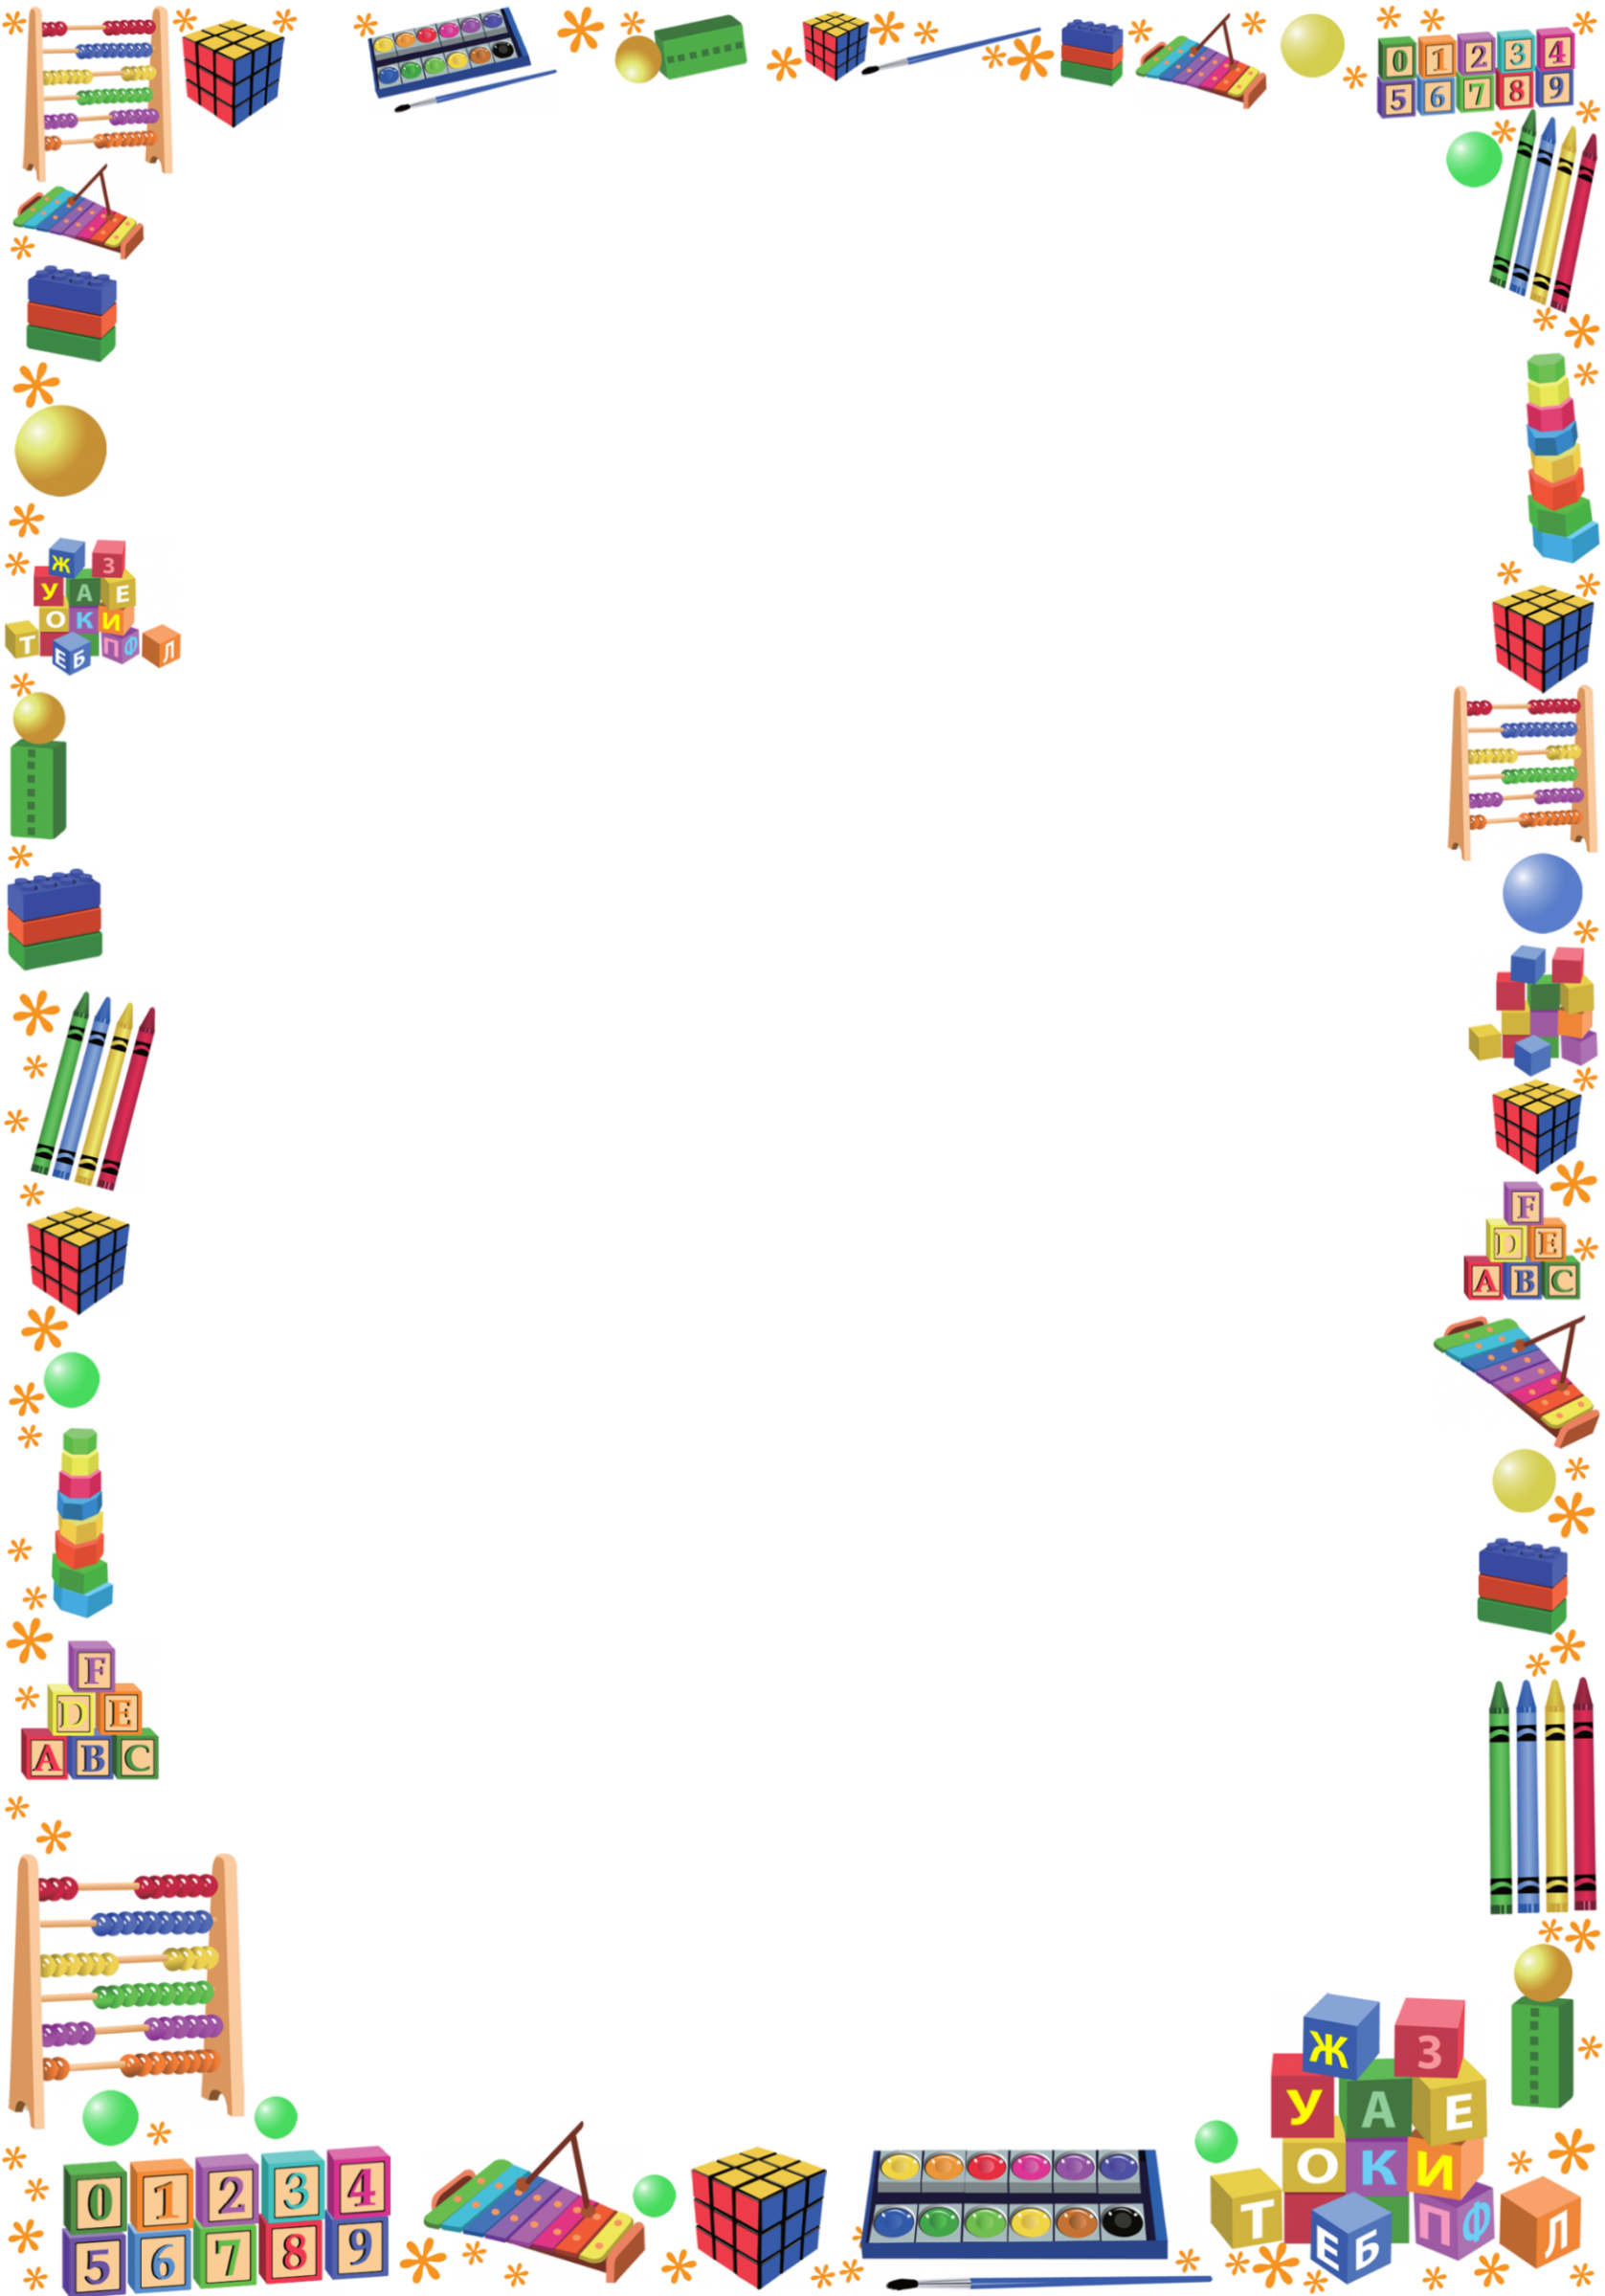 0 1 2 3 4
5 6 7 8 9
Ж З
У А Е
О К И
Т Е Б П Ф Л
F
D E
A B C
F
D E
A B C
Ж З
У А Е
О К И
Т П Ф Л
Е Б
0 1 2 3 4
5 6 7 8 9